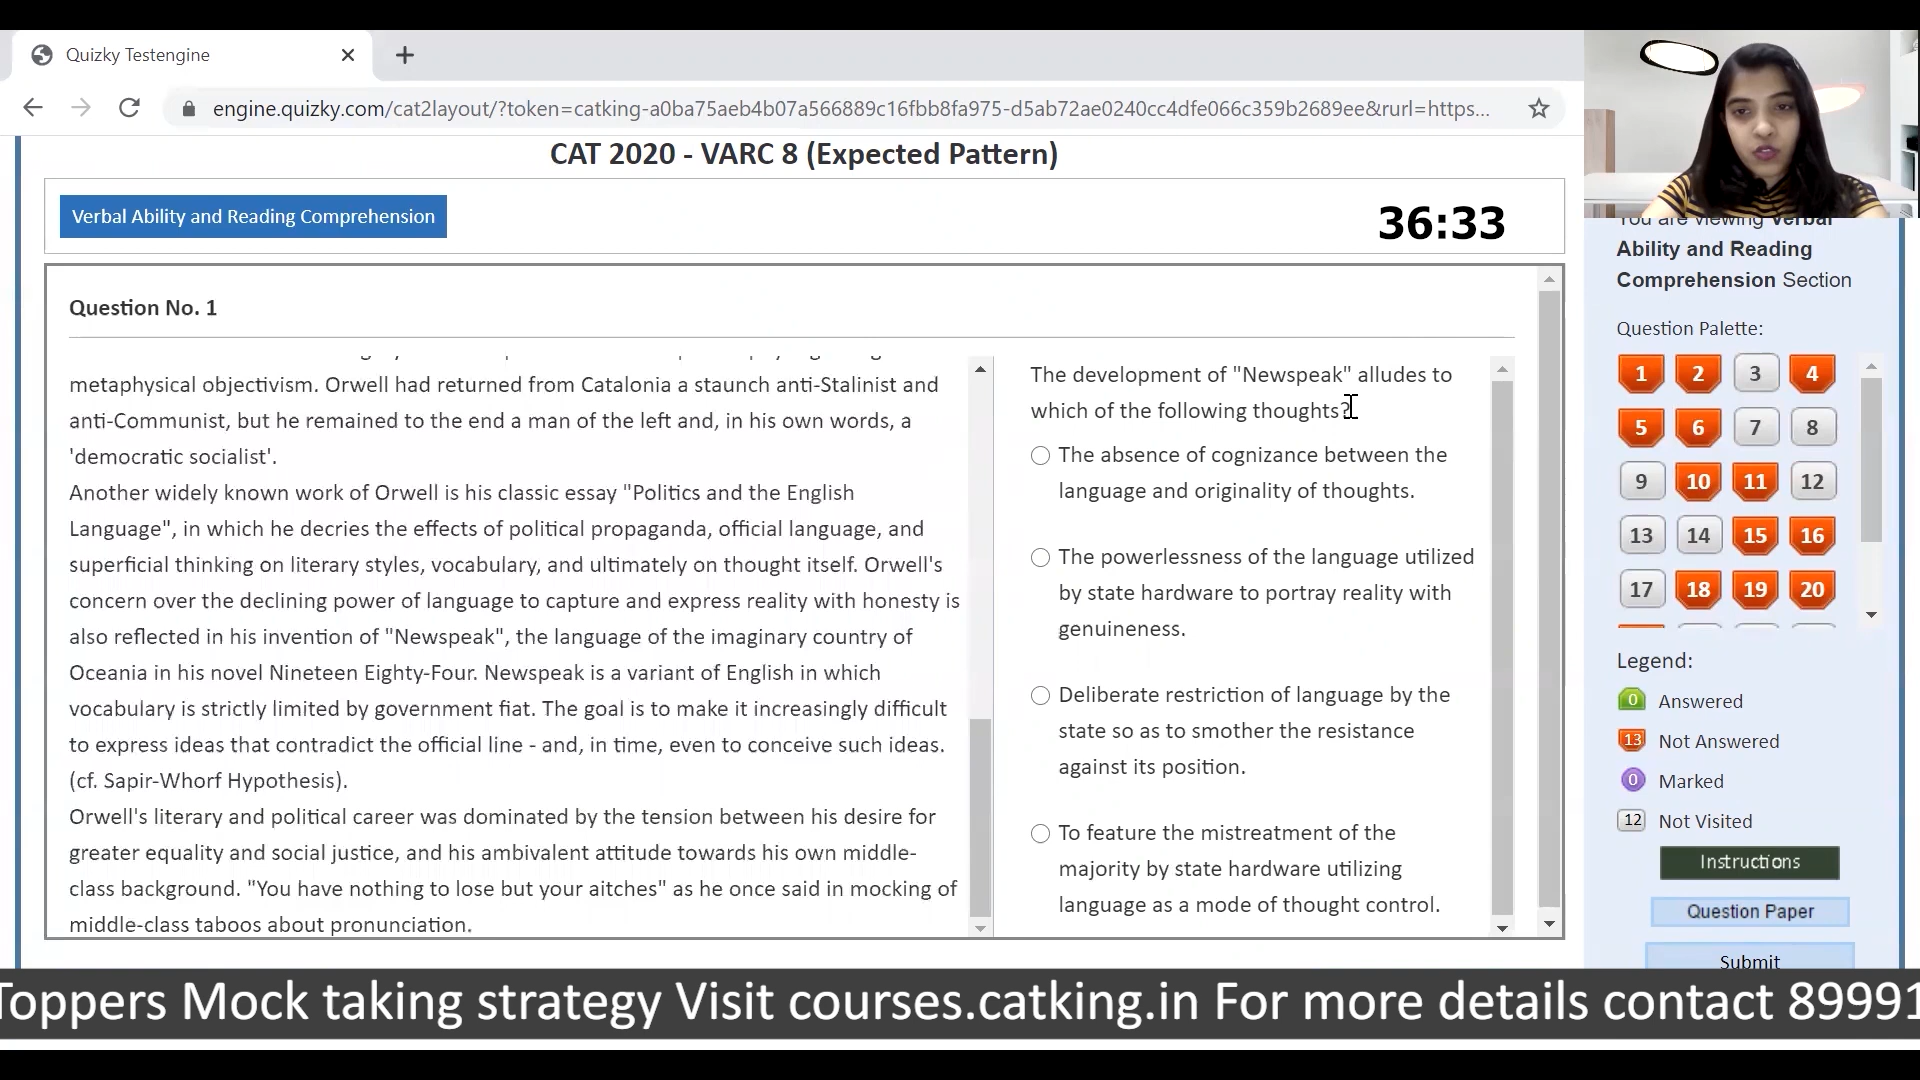 Quizky Testengine
engine.quizky.com/cat2layout/?token=catking-a0ba75aeb4b07a566889c16fbb8fa975-d5ab72ae0240cc4dfe066c359b2689ee&rurl=https...
CAT 2020 - VARC 8 (Expected Pattern)
Verbal Ability and Reading Comprehension
36:33
Question No. 1
metaphysical objectivism. Orwell had returned from Catalonia a staunch anti-Stalinist and
anti-Communist, but he remained to the end a man of the left and, in his own words, a
'democratic socialist'.
Another widely known work of Orwell is his classic essay "Politics and the English
Language", in which he decries the effects of political propaganda, official language, and
superficial thinking on literary styles, vocabulary, and ultimately on thought itself. Orwell's
concern over the declining power of language to capture and express reality with honesty is
also reflected in his invention of "Newspeak", the language of the imaginary country of
Oceania in his novel Nineteen Eighty-Four. Newspeak is a variant of English in which
vocabulary is strictly limited by government fiat. The goal is to make it increasingly difficult
to express ideas that contradict the official line - and, in time, even to conceive such ideas.
(cf. Sapir-Whorf Hypothesis).
Orwell's literary and political career was dominated by the tension between his desire for
greater equality and social justice, and his ambivalent attitude towards his own middle-
class background. "You have nothing to lose but your aitches" as he once said in mocking of
middle-class taboos about pronunciation.
The development of "Newspeak" alludes to
which of the following thoughts?
The absence of cognizance between the
language and originality of thoughts.
The powerlessness of the language utilized
by state hardware to portray reality with
genuineness.
Deliberate restriction of language by the
state so as to smother the resistance
against its position.
To feature the mistreatment of the
majority by state hardware utilizing
language as a mode of thought control.
You are viewing Verbal
Ability and Reading
Comprehension Section
Question Palette:
1 2 3 4
5 6 7 8
9 10 11 12
13 14 15 16
17 18 19 20
Legend:
0 Answered
13 Not Answered
0 Marked
12 Not Visited
Instructions
Question Paper
Submit
Toppers Mock taking strategy Visit courses.catking.in For more details contact 89991